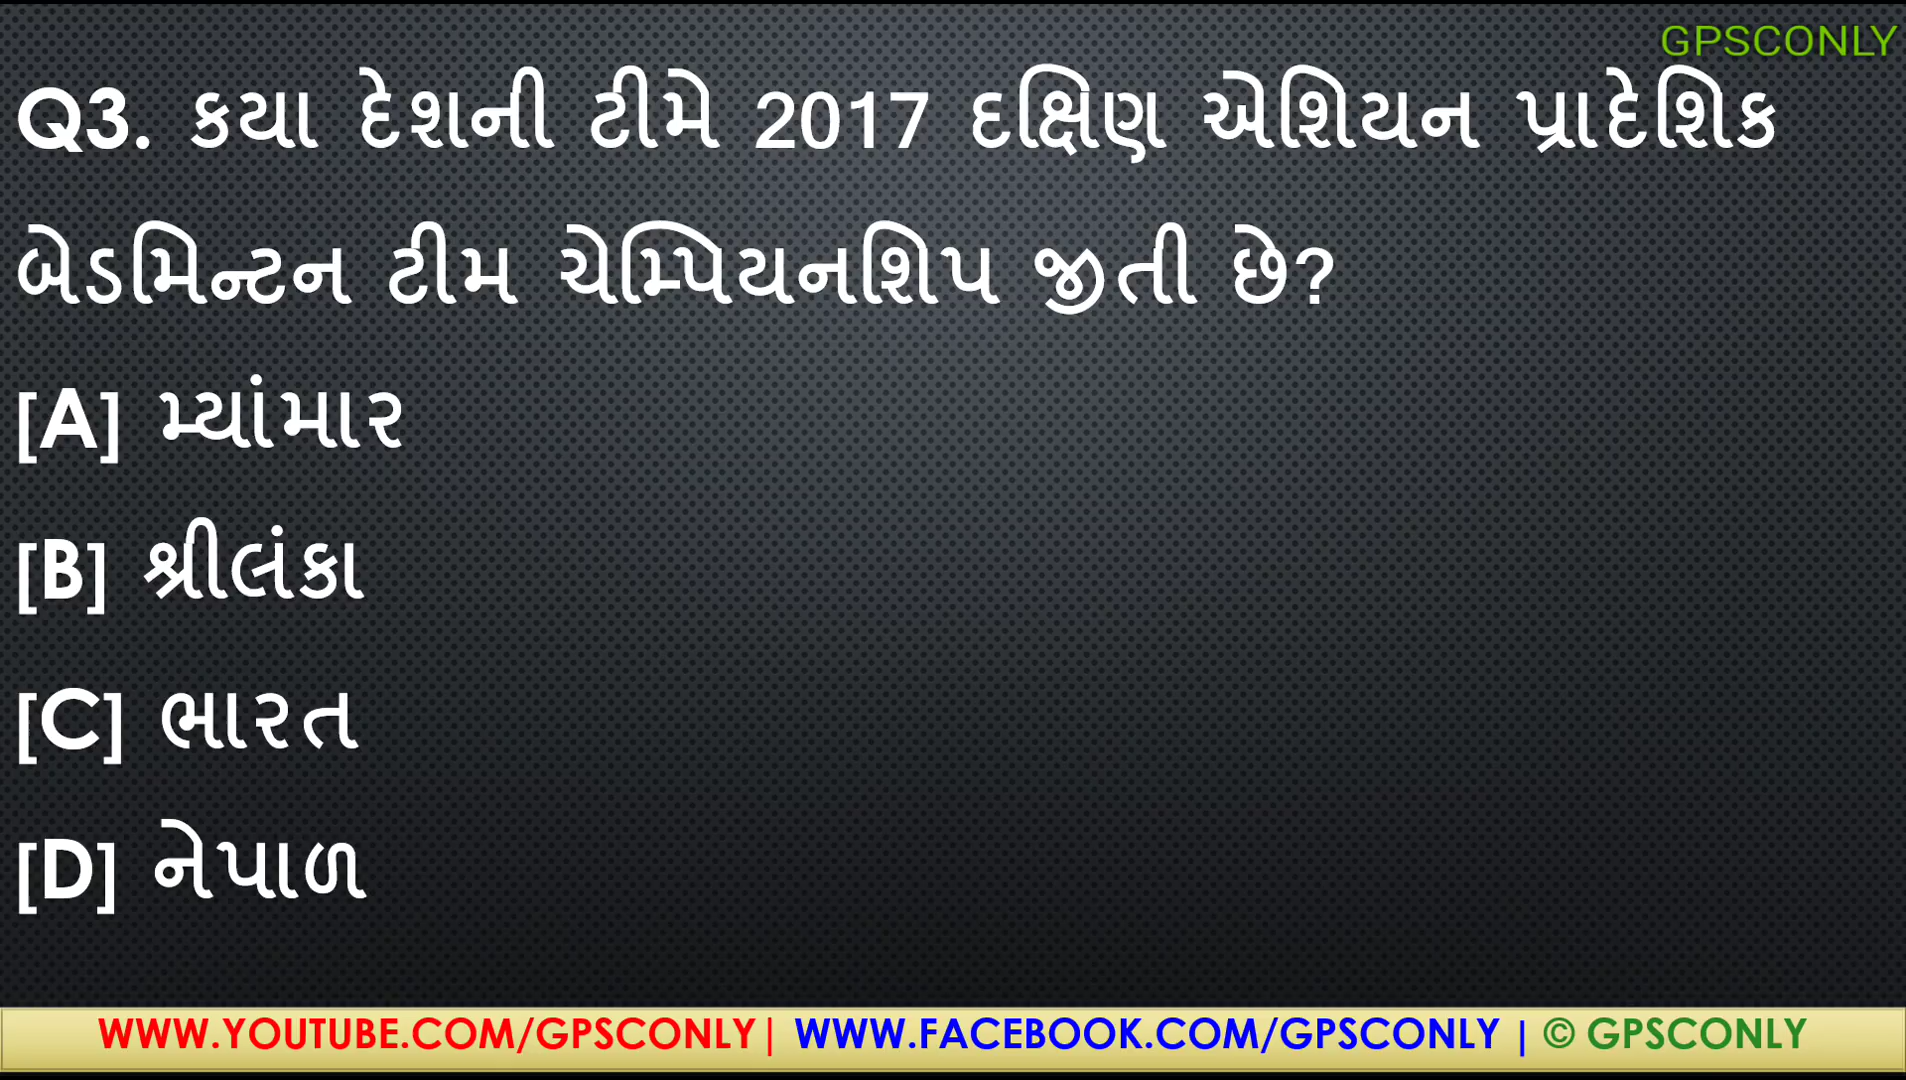 GPSCONLY
Q3. કયા દેશની ટીમે 2017 દક્ષિણ એશિયન પ્રાદેશિક
બેડમિન્ટન ટીમ ચેમ્પિયનશિપ જીતી છે?
[A] મ્યાંમાર
[B] શ્રીલંકા
[C] ભારત
[D] નેપાળ
WWW.YOUTUBE.COM/GPSCONLY| WWW.FACEBOOK.COM/GPSCONLY | © GPSCONLY